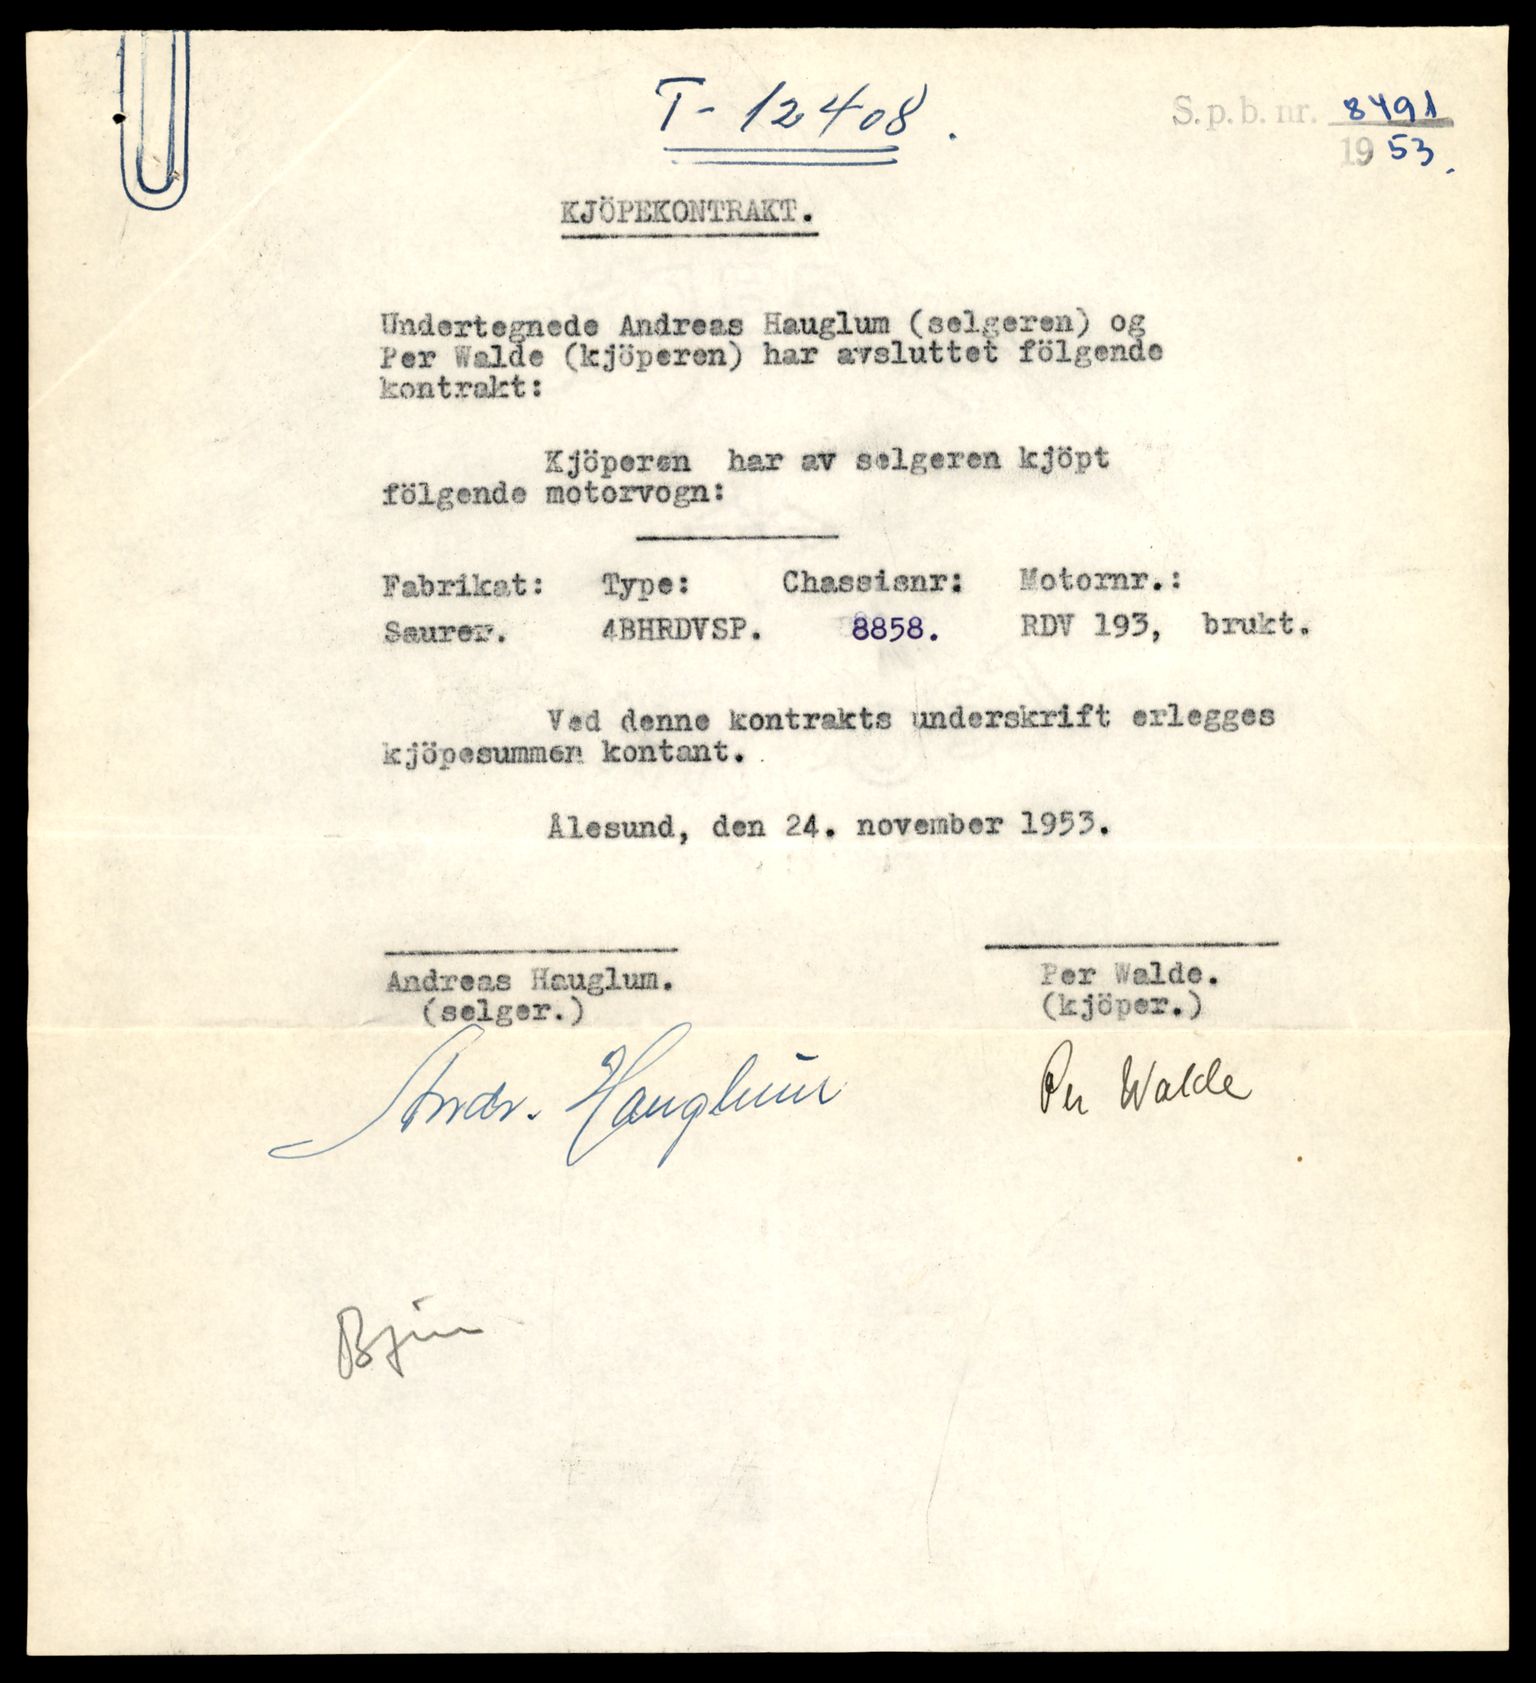 T- 12408.
S.p.b. nr. 8491
19 53.
KJÖPEKONTRAKT.
Undertegnede Andreas Hauglum (selgeren) og
Per Walde (kjöperen) har avsluttet fölgende
kontrakt:
Kjöperen har av selgeren kjöpt
fölgende motorvogn:
Fabrikat: Type: Chassisnr: Motornr.:
Saurer. 4BHRDVSP. 8858. RDV 193, brukt.
Ved denne kontrakts underskrift erlegges
kjöpesummen kontant.
Ålesund, den 24. november 1953.
Andreas Hauglum. Per Walde.
(selger.) (kjöper.)
Andr. Hauglum Per Walde